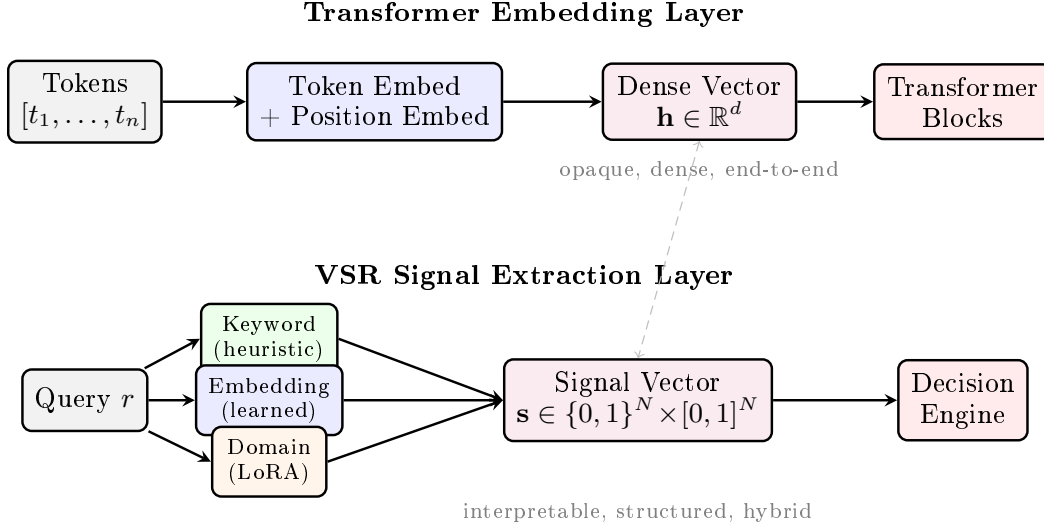 Transformer Embedding Layer
Tokens
[t₁, . . . , tₙ]
Token Embed
+ Position Embed
Dense Vector
h ∈ ℝᵈ
Transformer
Blocks
opaque, dense, end-to-end
VSR Signal Extraction Layer
Query r
Keyword
(heuristic)
Embedding
(learned)
Domain
(LoRA)
Signal Vector
s ∈ {0, 1}ᴺ ×[0, 1]ᴺ
Decision
Engine
interpretable, structured, hybrid